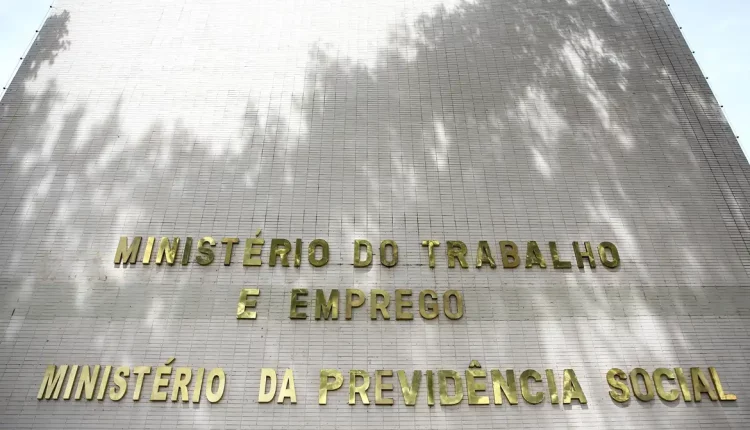 MINISTÉRIO DO TRABALHO
E EMPREGO
MINISTÉRIO DA PREVIDÊNCIA SOCIAL